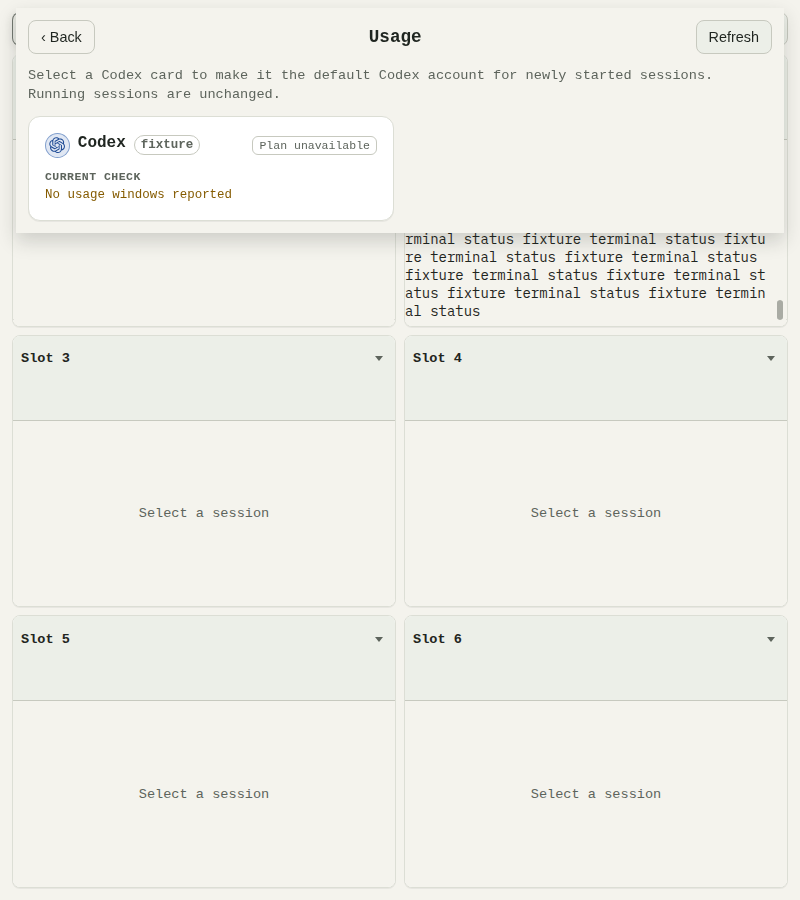 ‹ Back
Usage
Refresh
Select a Codex card to make it the default Codex account for newly started sessions.
Running sessions are unchanged.
Codex
fixture
Plan unavailable
CURRENT CHECK
No usage windows reported
rminal status fixture terminal status fixtu
re terminal status fixture terminal status
fixture terminal status fixture terminal st
atus fixture terminal status fixture termin
al status
Slot 3
Slot 4
Select a session
Select a session
Slot 5
Slot 6
Select a session
Select a session